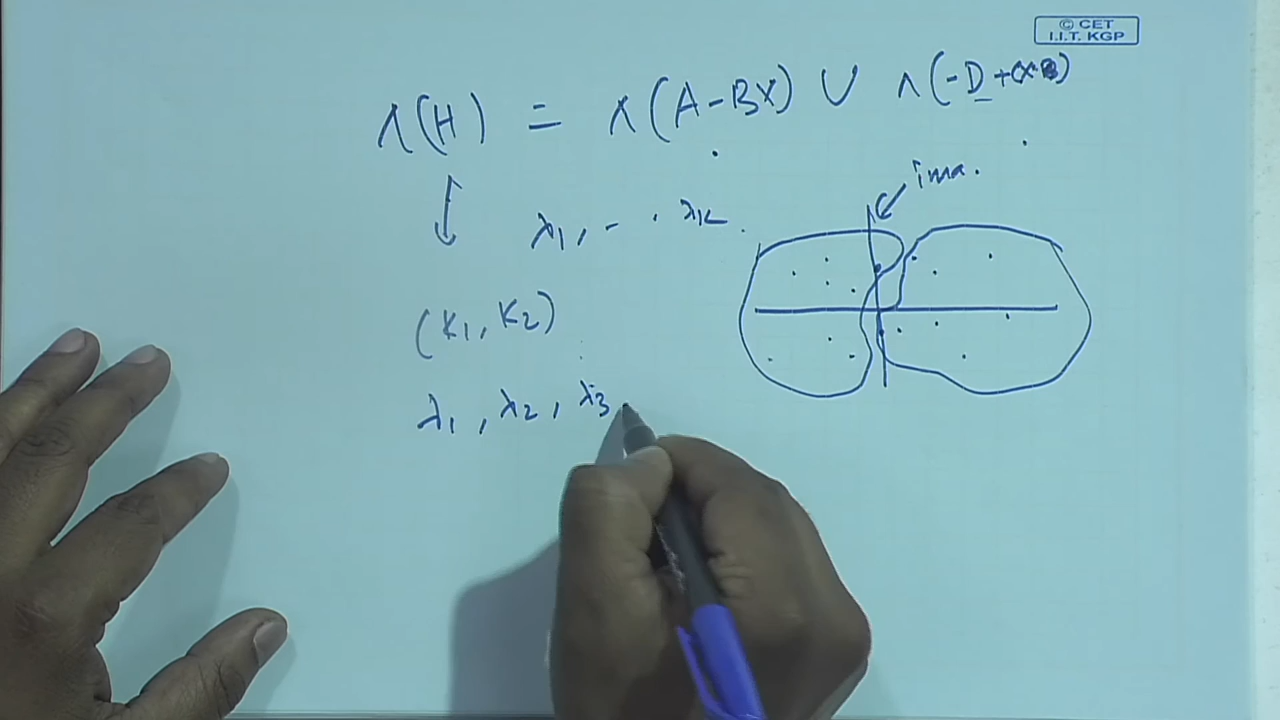 © CET
I.I.T. KGP
Λ(H) = Λ(A-BX) ∪ Λ(-D+
ima.
λ1, - · λk
(K1, K2)
λ1, λ2, λ3